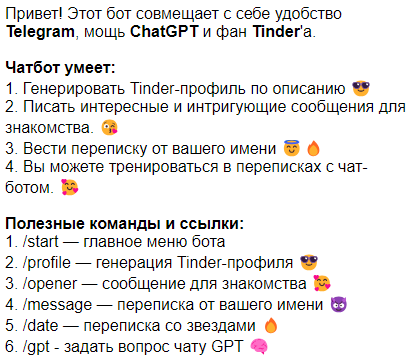 Привет! Этот бот совмещает с себе удобство
Telegram, мощь ChatGPT и фан Tinder'а.
Чатбот умеет:
1. Генерировать Tinder-профиль по описанию 😎
2. Писать интересные и интригующие сообщения для
знакомства. 😘
3. Вести переписку от вашего имени 😇 🔥
4. Вы можете тренироваться в переписках с чат-
ботом. 🥰
Полезные команды и ссылки:
1. /start — главное меню бота
2. /profile — генерация Tinder-профиля 😎
3. /opener — сообщение для знакомства 🥰
4. /message — переписка от вашего имени 😈
5. /date — переписка со звездами 🔥
6. /gpt - задать вопрос чату GPT 🧠